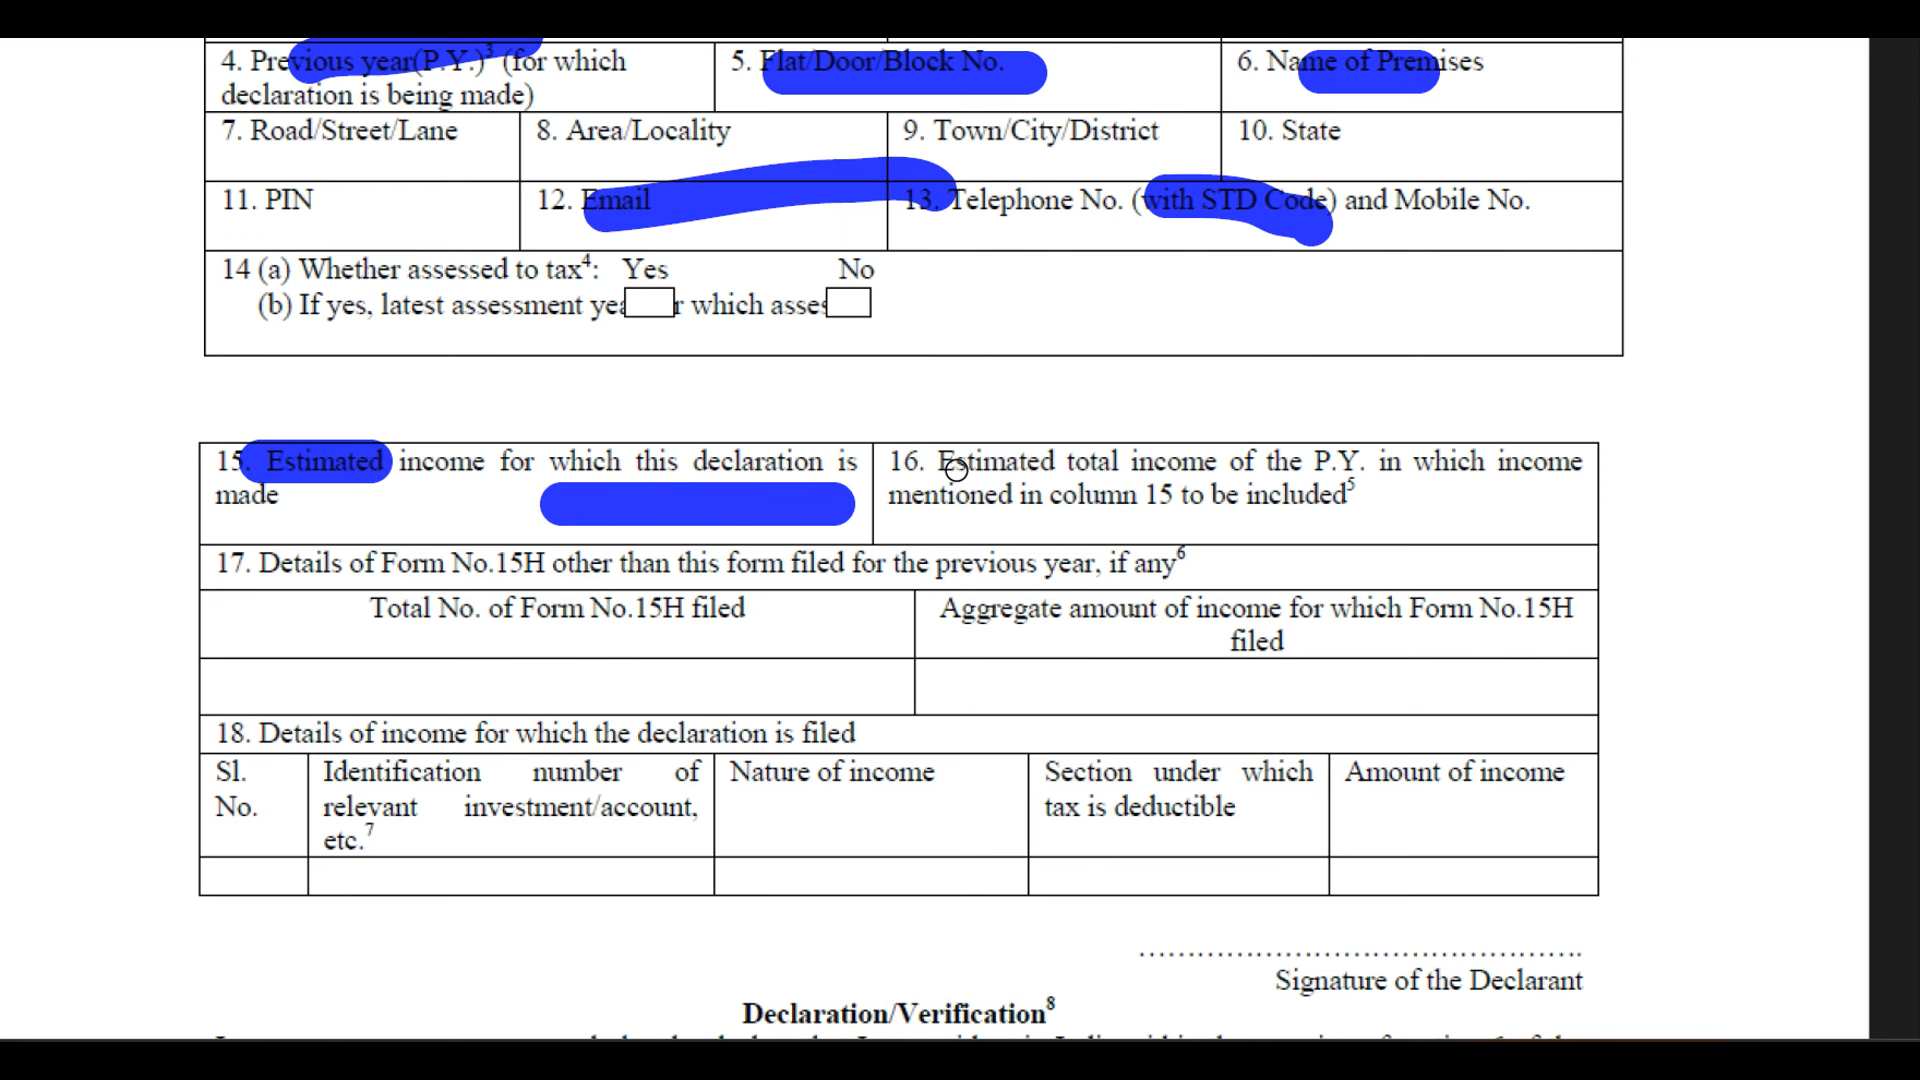 4. Previous year(P.Y.)3 (for which
declaration is being made)
5. Flat/Door/Block No.
6. Name of Premises
7. Road/Street/Lane
8. Area/Locality
9. Town/City/District
10. State
11. PIN
12. Email
13. Telephone No. (with STD Code) and Mobile No.
14 (a) Whether assessed to tax4: Yes No
(b) If yes, latest assessment yea r which asses
15. Estimated income for which this declaration is
made
16. Estimated total income of the P.Y. in which income
mentioned in column 15 to be included5
17. Details of Form No.15H other than this form filed for the previous year, if any6
Total No. of Form No.15H filed
Aggregate amount of income for which Form No.15H
filed
18. Details of income for which the declaration is filed
Sl.
No.
Identification number of
relevant investment/account,
etc.7
Nature of income
Section under which
tax is deductible
Amount of income
Signature of the Declarant
Declaration/Verification8